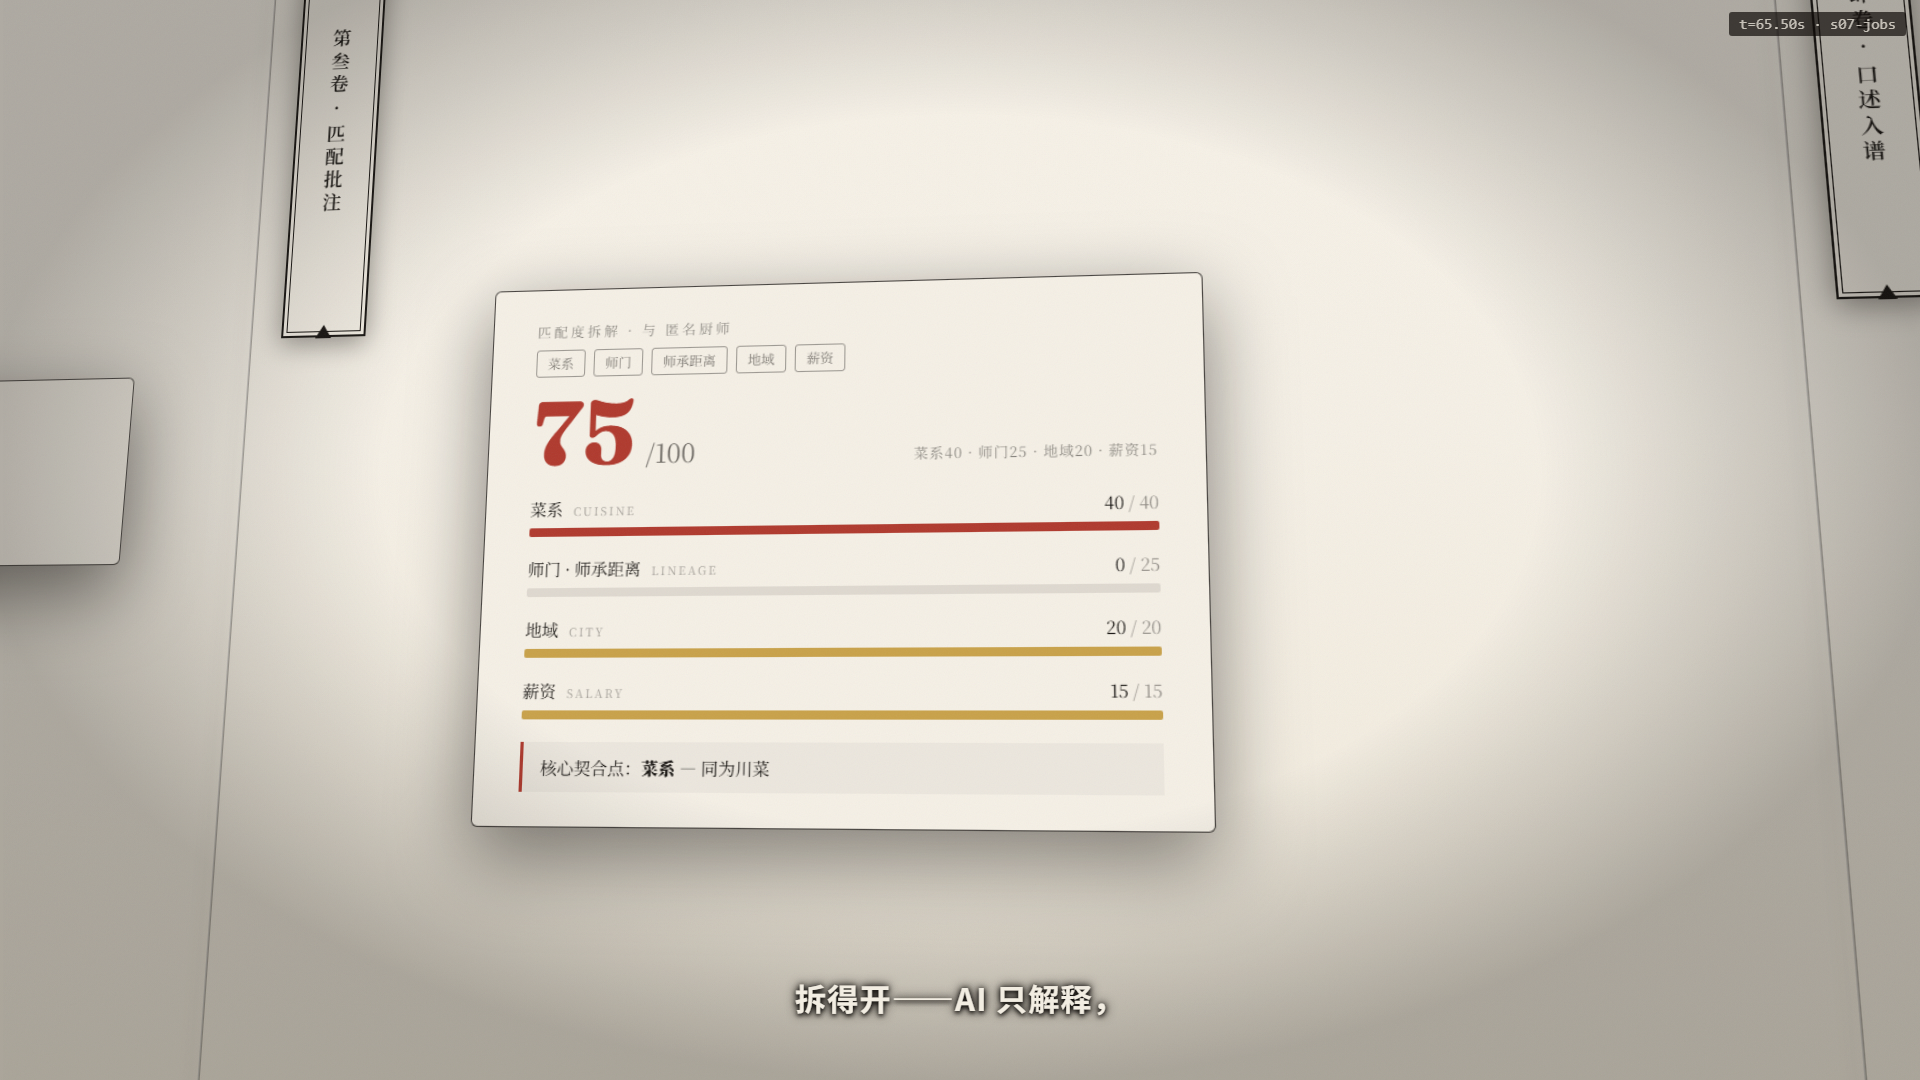 t=65.50s · s07-jobs
第叁卷·匹配批注
卷·口述入谱
匹配度拆解 · 与 匿名厨师
菜系 师门 师承距离 地域 薪资
75 /100
菜系40 · 师门25 · 地域20 · 薪资15
菜系 CUISINE 40 / 40
师门 · 师承距离 LINEAGE 0 / 25
地域 CITY 20 / 20
薪资 SALARY 15 / 15
核心契合点：菜系 — 同为川菜
拆得开——AI 只解释，